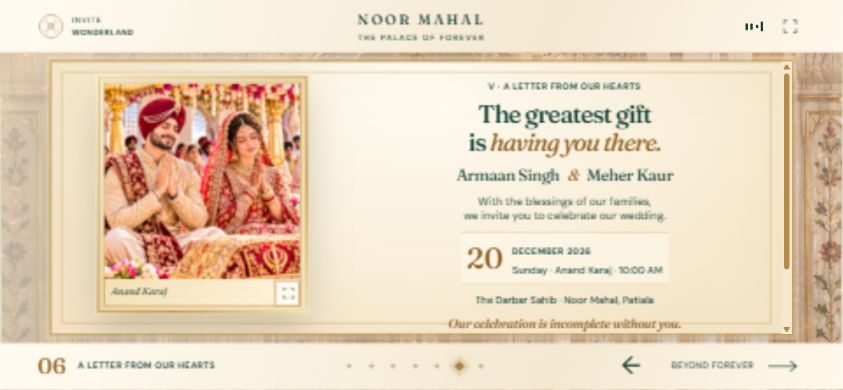 INVITE
WONDERLAND
NOOR MAHAL
THE PALACE OF FOREVER
V · A LETTER FROM OUR HEARTS
The greatest gift
is having you there.
Armaan Singh & Meher Kaur
With the blessings of our families,
we invite you to celebrate our wedding.
20 DECEMBER 2026
Sunday · Anand Karaj · 10:00 AM
The Darbar Sahib · Noor Mahal, Patiala
Our celebration is incomplete without you.
Anand Karaj
06 A LETTER FROM OUR HEARTS
BEYOND FOREVER